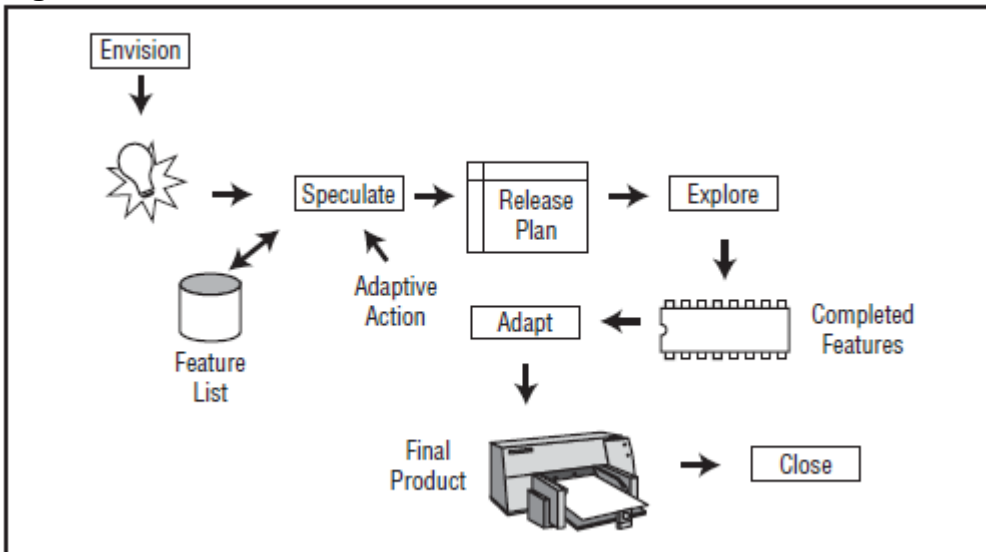 Envision
Speculate
Release
Plan
Explore
Adaptive
Action
Feature
List
Adapt
Completed
Features
Final
Product
Close